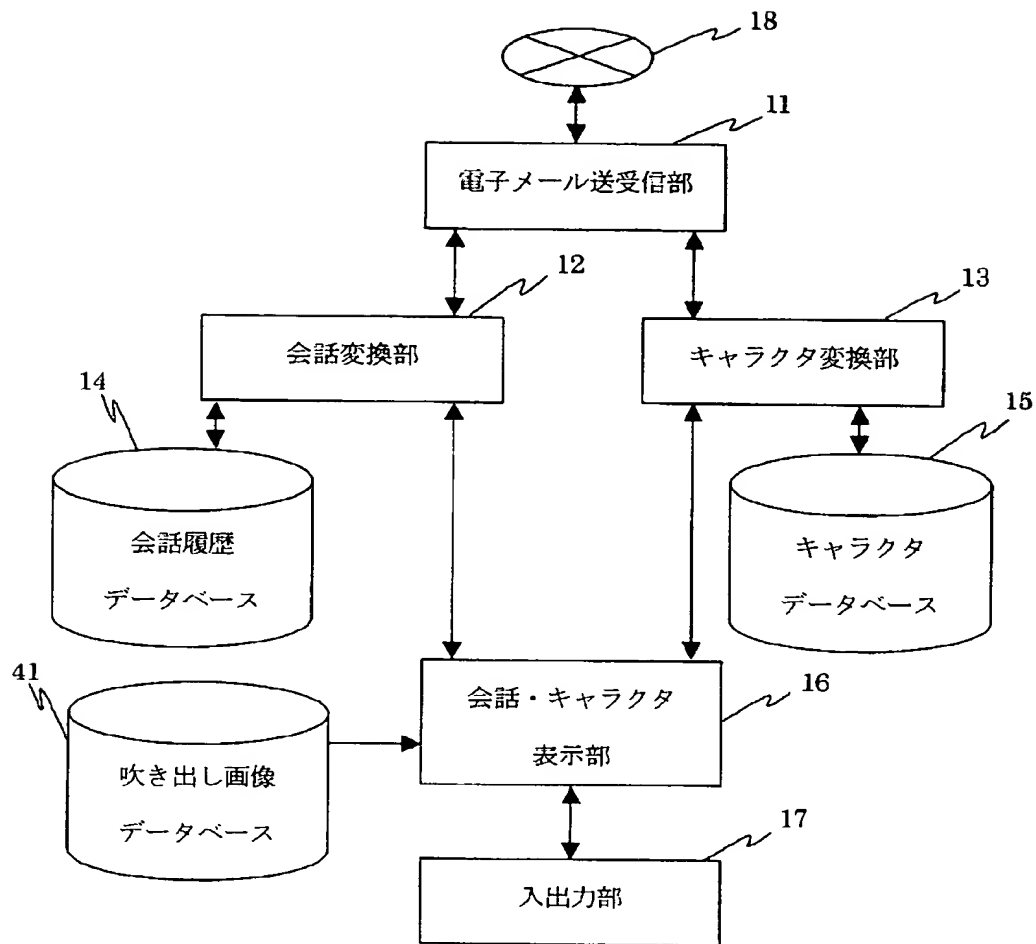 18
11
電子メール送受信部
12
13
会話変換部
キャラクタ変換部
14
15
会話履歴
データベース
キャラクタ
データベース
41
16
会話・キャラクタ
表示部
吹き出し画像
データベース
17
入出力部